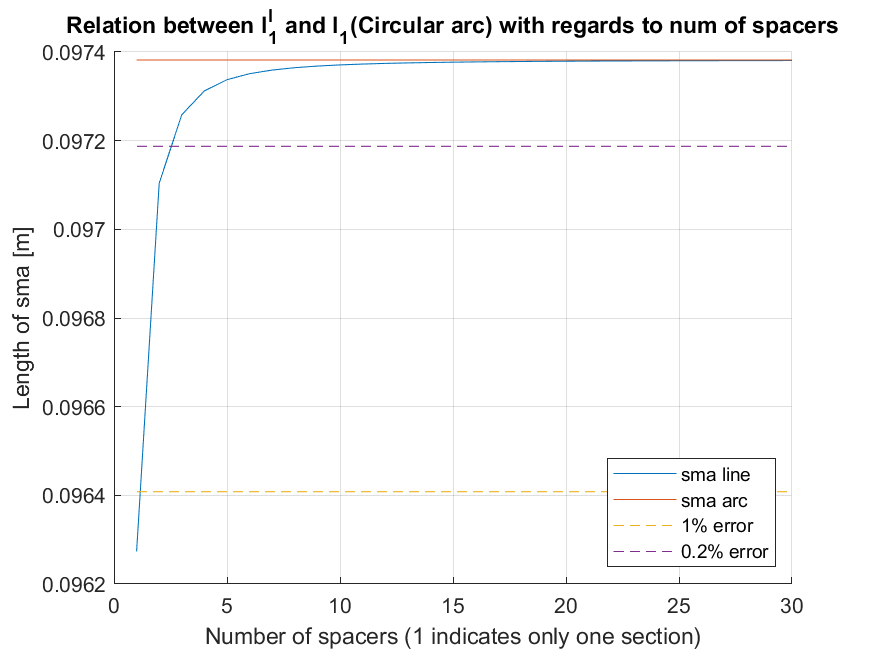 Relation between l₁ˡ and l₁(Circular arc) with regards to num of spacers
0.0974
0.0972
0.097
0.0968
0.0966
0.0964
0.0962
Length of sma [m]
0 5 10 15 20 25 30
Number of spacers (1 indicates only one section)
sma line
sma arc
1% error
0.2% error